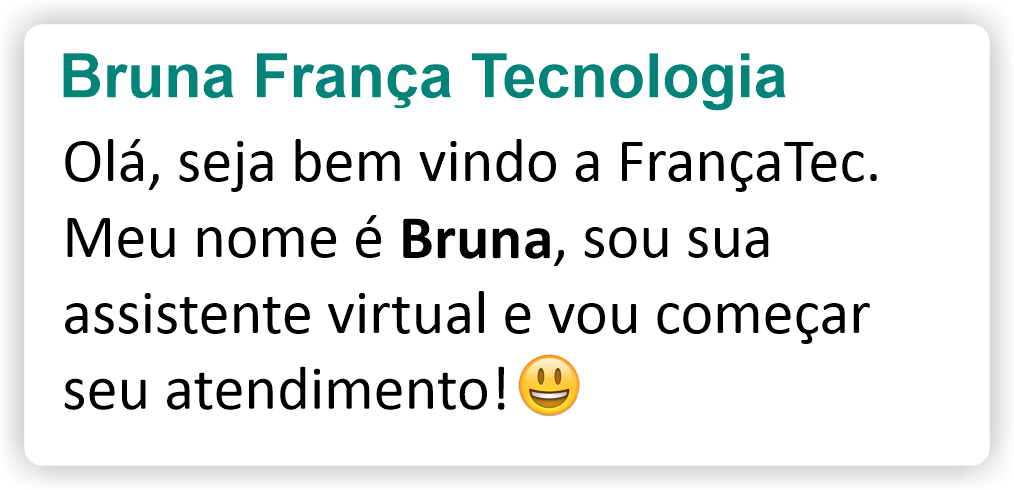 Bruna França Tecnologia
Olá, seja bem vindo a FrançaTec.
Meu nome é Bruna, sou sua
assistente virtual e vou começar
seu atendimento!😃